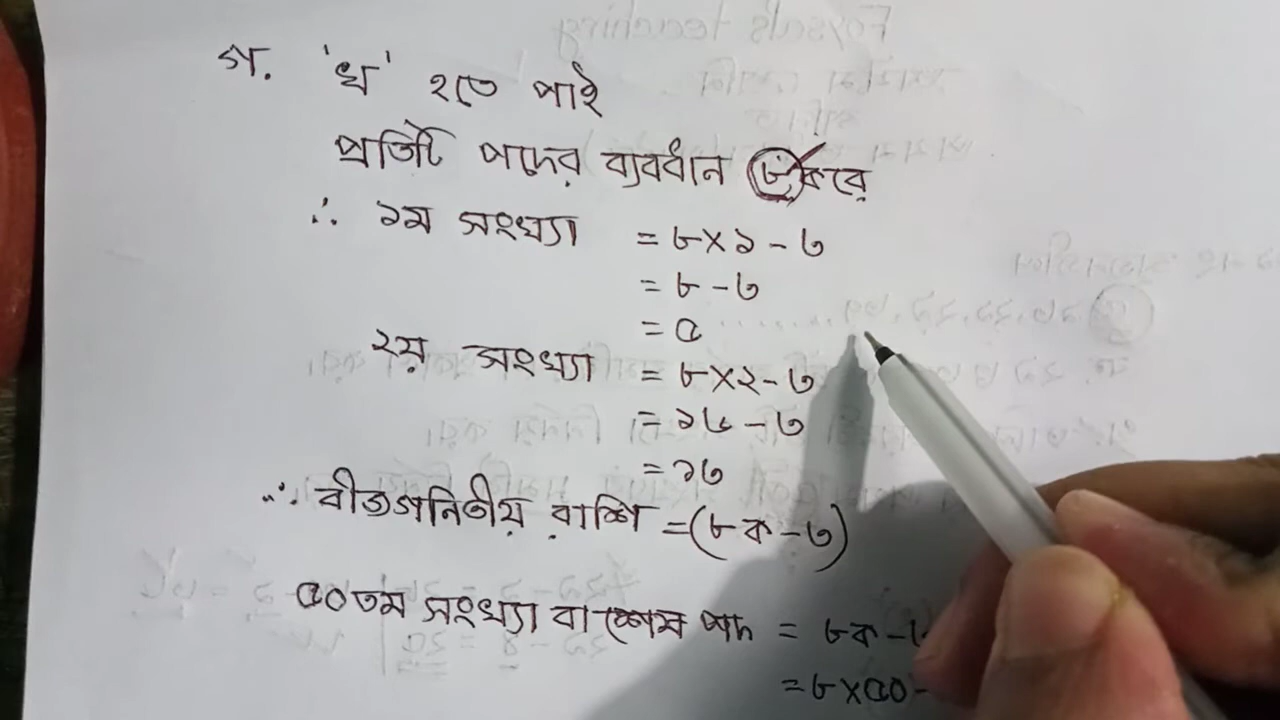 গ. 'খ' হতে পাই
প্রতিটি পদের ব্যবধান ৮ করে
∴ ১ম সংখ্যা = ৮×১ - ৩
= ৮ - ৩
= ৫
২য় সংখ্যা = ৮×২ - ৩
= ১৬ - ৩
= ১৩
∴ বীজগনিতীয় রাশি = (৮ক - ৩)
৫০তম সংখ্যা বা শেষ পদ = ৮ক -
= ৮×৫০ -